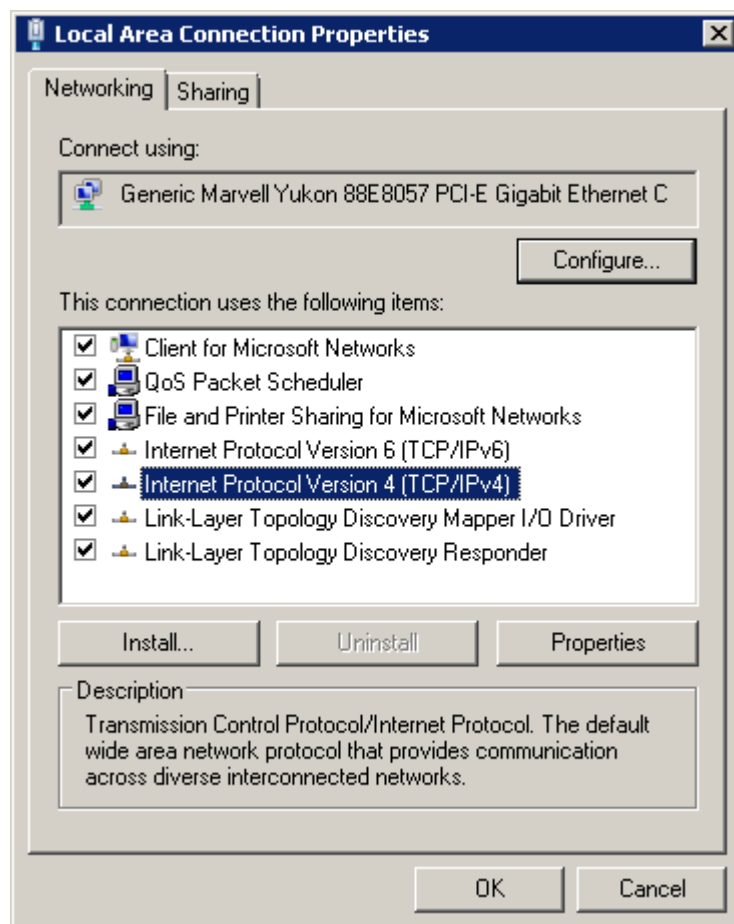 Local Area Connection Properties
Networking
Sharing
Connect using:
Generic Marvell Yukon 88E8057 PCI-E Gigabit Ethernet C
Configure...
This connection uses the following items:
Client for Microsoft Networks
QoS Packet Scheduler
File and Printer Sharing for Microsoft Networks
Internet Protocol Version 6 (TCP/IPv6)
Internet Protocol Version 4 (TCP/IPv4)
Link-Layer Topology Discovery Mapper I/O Driver
Link-Layer Topology Discovery Responder
Install...
Uninstall
Properties
Description
Transmission Control Protocol/Internet Protocol. The default
wide area network protocol that provides communication
across diverse interconnected networks.
OK
Cancel